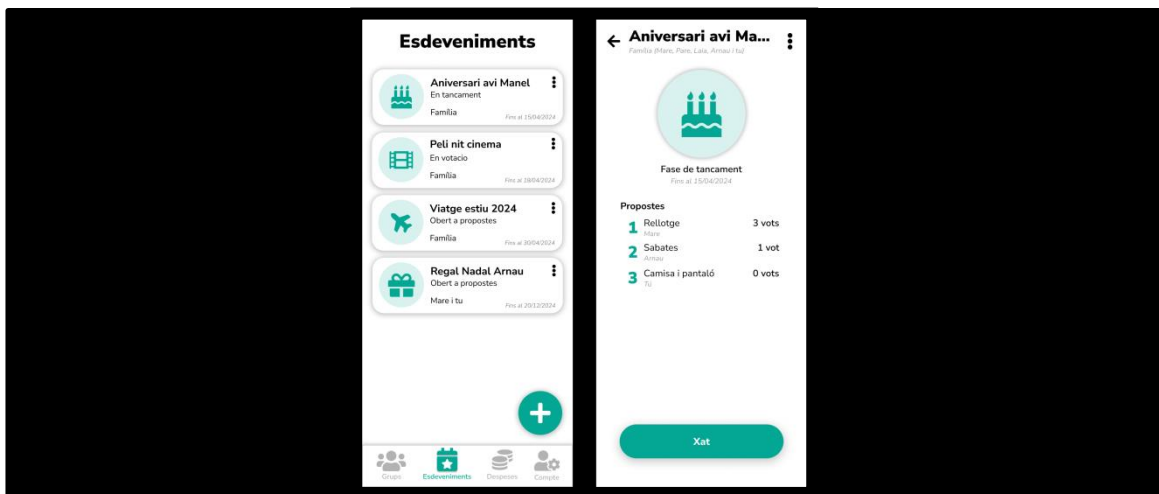 Esdeveniments
Aniversari avi Manel
En tancament
Família
Fins al 15/04/2024
Peli nit cinema
En votacio
Família
Fins al 18/04/2024
Viatge estiu 2024
Obert a propostes
Família
Fins al 30/04/2024
Regal Nadal Arnau
Obert a propostes
Mare i tu
Fins al 20/12/2024
Grups
Esdeveniments
Despeses
Compte
Aniversari avi Ma...
Família (Mare, Pare, Laia, Arnau i tu)
Fase de tancament
Fins al 15/04/2024
Propostes
1 Rellotge 3 vots
Mare
2 Sabates 1 vot
Arnau
3 Camisa i pantaló 0 vots
Tú
Xat